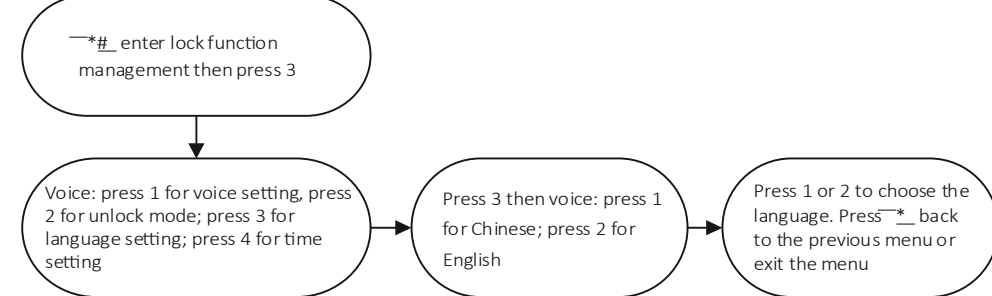 *# enter lock function
management then press 3
Voice: press 1 for voice setting, press
2 for unlock mode; press 3 for
language setting; press 4 for time
setting
Press 3 then voice: press 1
for Chinese; press 2 for
English
Press 1 or 2 to choose the
language. Press * back
to the previous menu or
exit the menu